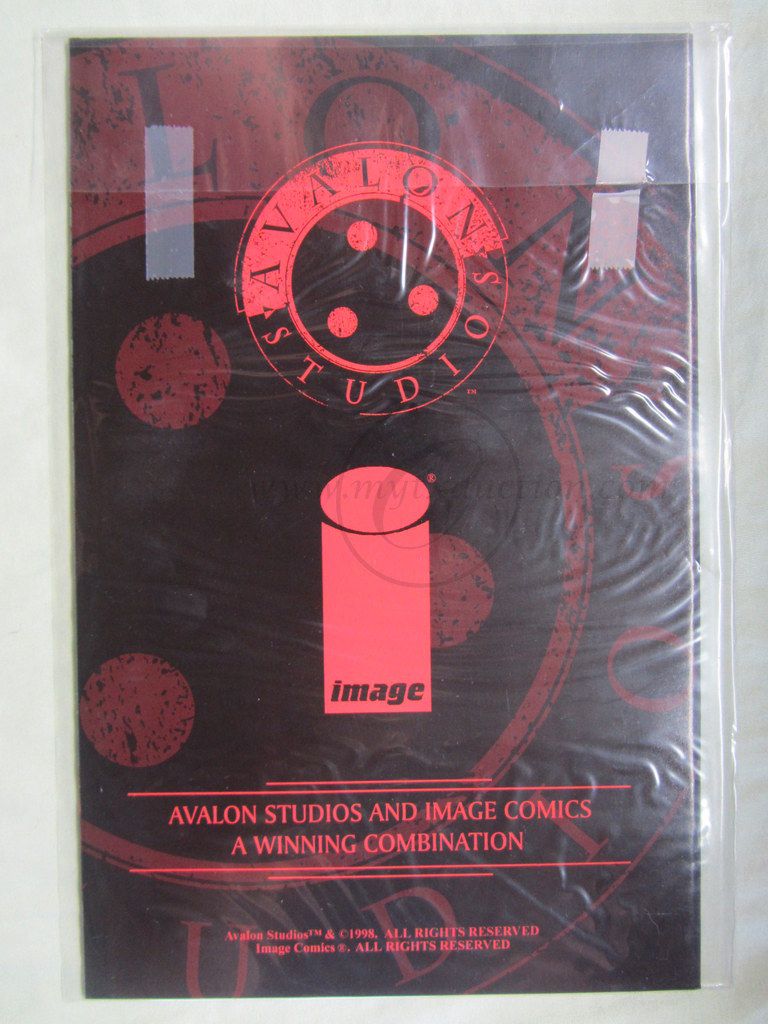 AVALON STUDIOS
™
®
image
AVALON STUDIOS AND IMAGE COMICS
A WINNING COMBINATION
Avalon Studios™ & ©1998. ALL RIGHTS RESERVED
Image Comics®. ALL RIGHTS RESERVED